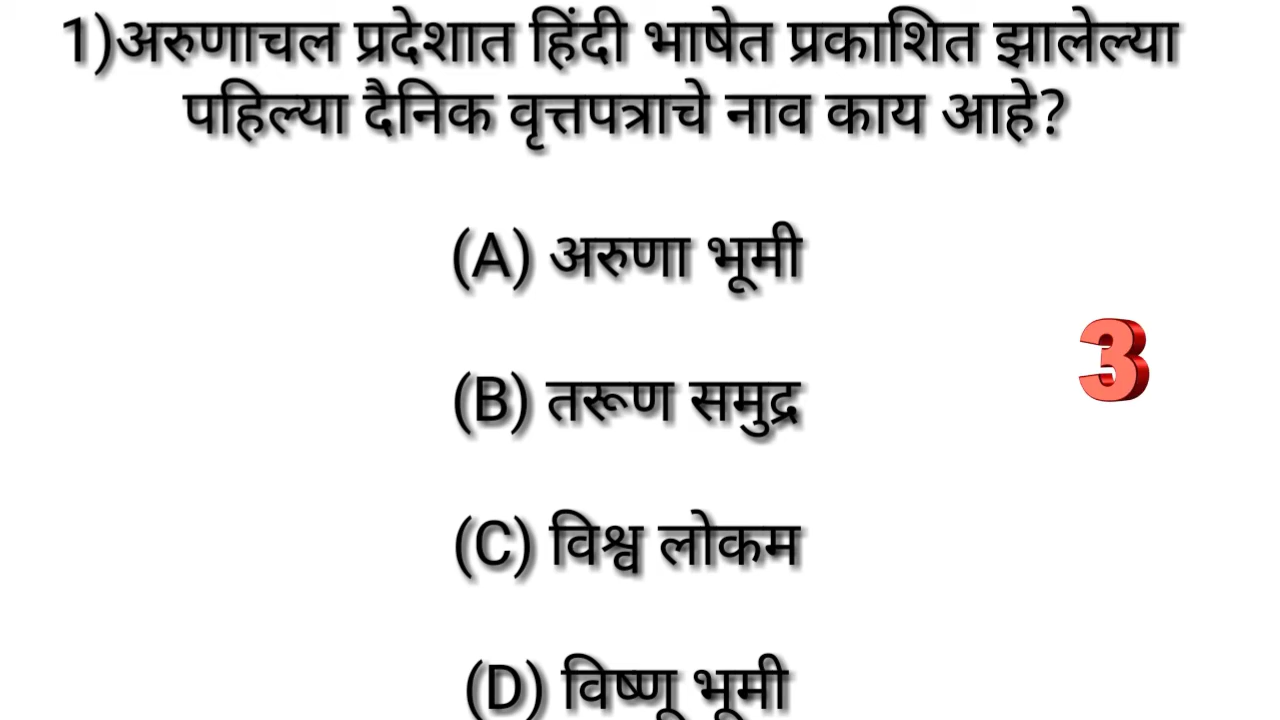 1)अरुणाचल प्रदेशात हिंदी भाषेत प्रकाशित झालेल्या
पहिल्या दैनिक वृत्तपत्राचे नाव काय आहे?
(A) अरुणा भूमी
3
(B) तरूण समुद्र
(C) विश्व लोकम
(D) विष्णू भूमी